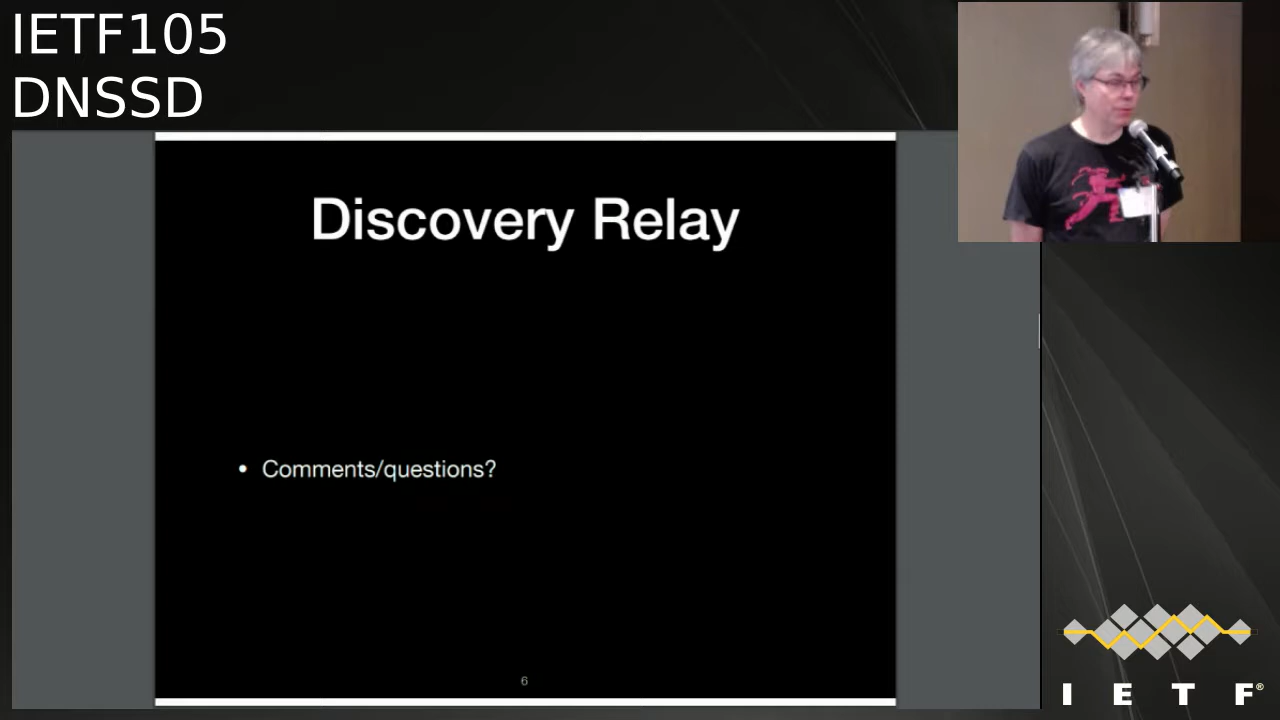 IETF105
DNSSD
Discovery Relay
• Comments/questions?
6
I E T F®